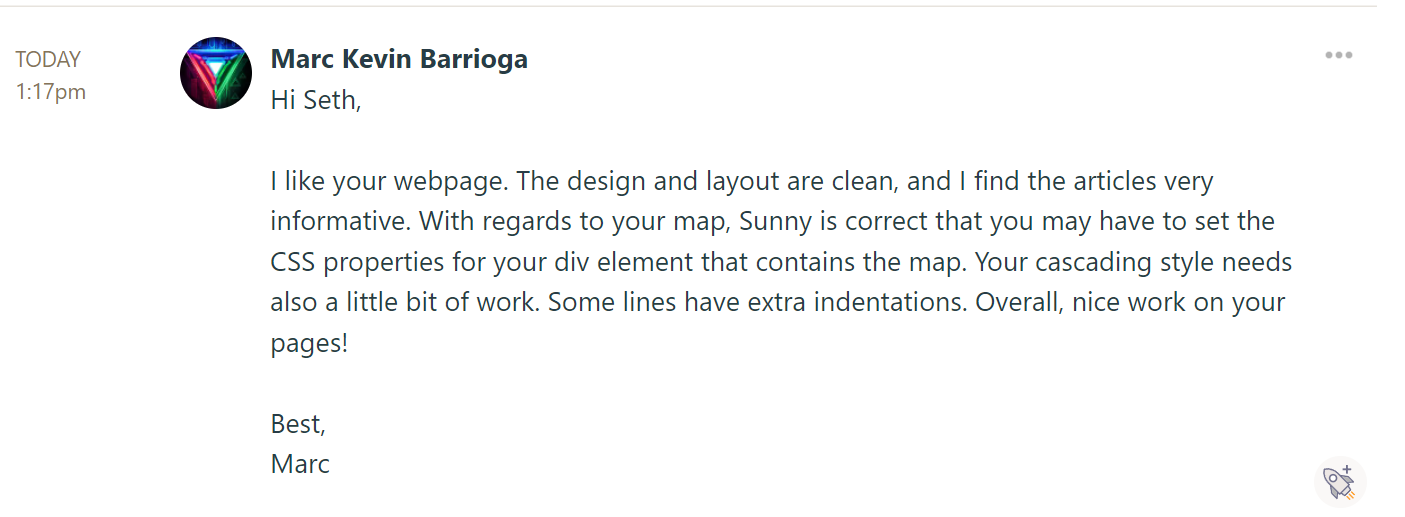 TODAY
1:17pm
Marc Kevin Barrioga
Hi Seth,
I like your webpage. The design and layout are clean, and I find the articles very
informative. With regards to your map, Sunny is correct that you may have to set the
CSS properties for your div element that contains the map. Your cascading style needs
also a little bit of work. Some lines have extra indentations. Overall, nice work on your
pages!
Best,
Marc